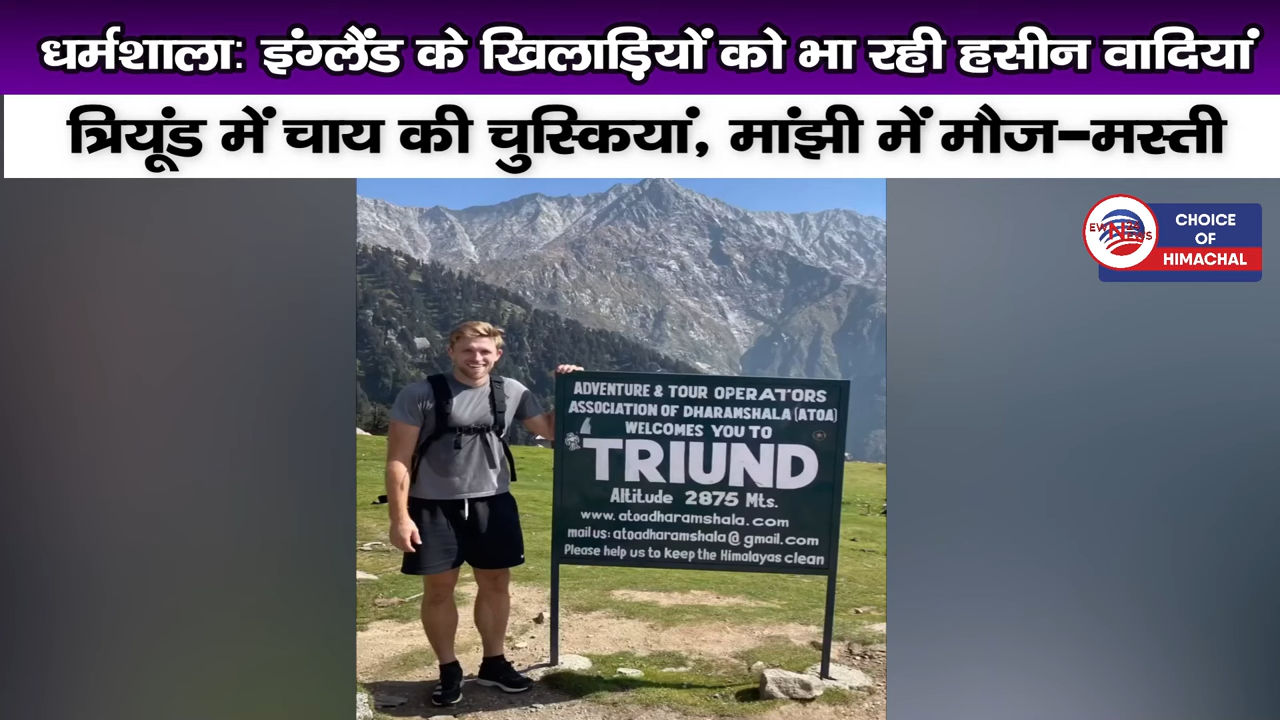 धर्मशाला: इंग्लैंड के खिलाड़ियों को भा रही हसीन वादियां
त्रियूंड में चाय की चुस्कियां, मांझी में मौज-मस्ती
CHOICE
OF
HIMACHAL
ADVENTURE & TOUR OPERATORS
ASSOCIATION OF DHARAMSHALA (ATOA)
WELCOMES YOU TO
TRIUND
Altitude 2875 Mts.
www.atoadharamshala.com
mail us: atoadharamshala@gmail.com
Please help us to keep the Himalayas clean